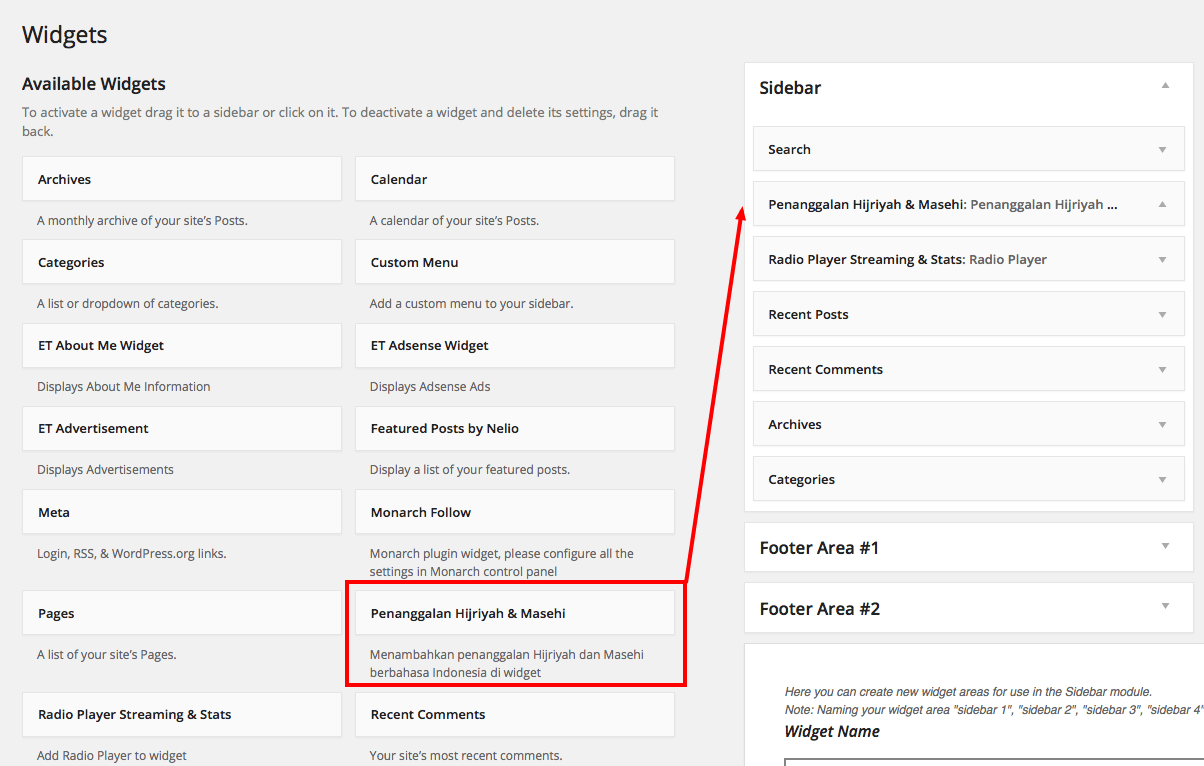 Widgets
Available Widgets
To activate a widget drag it to a sidebar or click on it. To deactivate a widget and delete its settings, drag it
back.
Archives
A monthly archive of your site's Posts.
Calendar
A calendar of your site's Posts.
Categories
A list or dropdown of categories.
Custom Menu
Add a custom menu to your sidebar.
ET About Me Widget
Displays About Me Information
ET Adsense Widget
Displays Adsense Ads
ET Advertisement
Displays Advertisements
Featured Posts by Nelio
Display a list of your featured posts.
Meta
Login, RSS, & WordPress.org links.
Monarch Follow
Monarch plugin widget, please configure all the
settings in Monarch control panel
Pages
A list of your site's Pages.
Penanggalan Hijriyah & Masehi
Menambahkan penanggalan Hijriyah dan Masehi
berbahasa Indonesia di widget
Radio Player Streaming & Stats
Add Radio Player to widget
Recent Comments
Your site's most recent comments.
Sidebar
Search
Penanggalan Hijriyah & Masehi: Penanggalan Hijriyah ...
Radio Player Streaming & Stats: Radio Player
Recent Posts
Recent Comments
Archives
Categories
Footer Area #1
Footer Area #2
Here you can create new widget areas for use in the Sidebar module.
Note: Naming your widget area "sidebar 1", "sidebar 2", "sidebar 3", "sidebar 4"
Widget Name